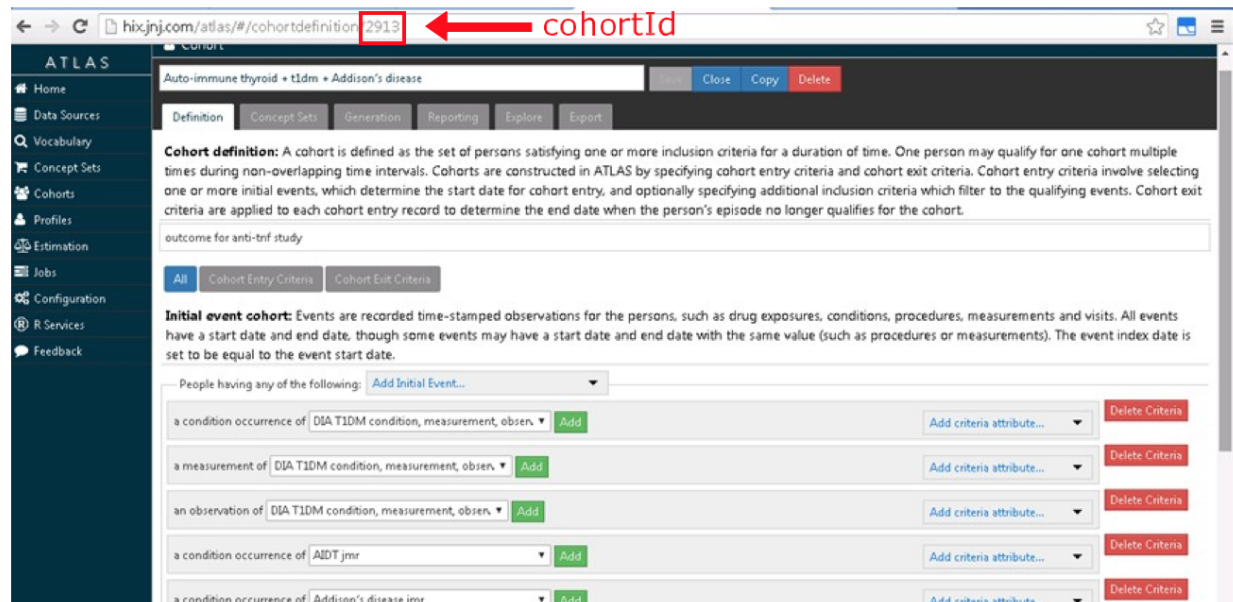 hix.jnj.com/atlas/#/cohortdefinition/2913 cohortId
ATLAS
Home
Data Sources
Vocabulary
Concept Sets
Cohorts
Profiles
Estimation
Jobs
Configuration
R Services
Feedback
Cohort
Auto-immune thyroid + t1dm + Addison's disease Save Close Copy Delete
Definition Concept Sets Generation Reporting Explore Export
Cohort definition: A cohort is defined as the set of persons satisfying one or more inclusion criteria for a duration of time. One person may qualify for one cohort multiple
times during non-overlapping time intervals. Cohorts are constructed in ATLAS by specifying cohort entry criteria and cohort exit criteria. Cohort entry criteria involve selecting
one or more initial events, which determine the start date for cohort entry, and optionally specifying additional inclusion criteria which filter to the qualifying events. Cohort exit
criteria are applied to each cohort entry record to determine the end date when the person's episode no longer qualifies for the cohort.
outcome for anti-tnf study
All Cohort Entry Criteria Cohort Exit Criteria
Initial event cohort: Events are recorded time-stamped observations for the persons, such as drug exposures, conditions, procedures, measurements and visits. All events
have a start date and end date, though some events may have a start date and end date with the same value (such as procedures or measurements). The event index date is
set to be equal to the event start date.
People having any of the following: Add Initial Event...
a condition occurrence of DIA T1DM condition, measurement, obser Add Add criteria attribute... Delete Criteria
a measurement of DIA T1DM condition, measurement, obser Add Add criteria attribute... Delete Criteria
an observation of DIA T1DM condition, measurement, obser Add Add criteria attribute... Delete Criteria
a condition occurrence of AIDT jmr Add Add criteria attribute... Delete Criteria
a condition occurrence of Addison's disease jmr Add Add criteria attribute... Delete Criteria